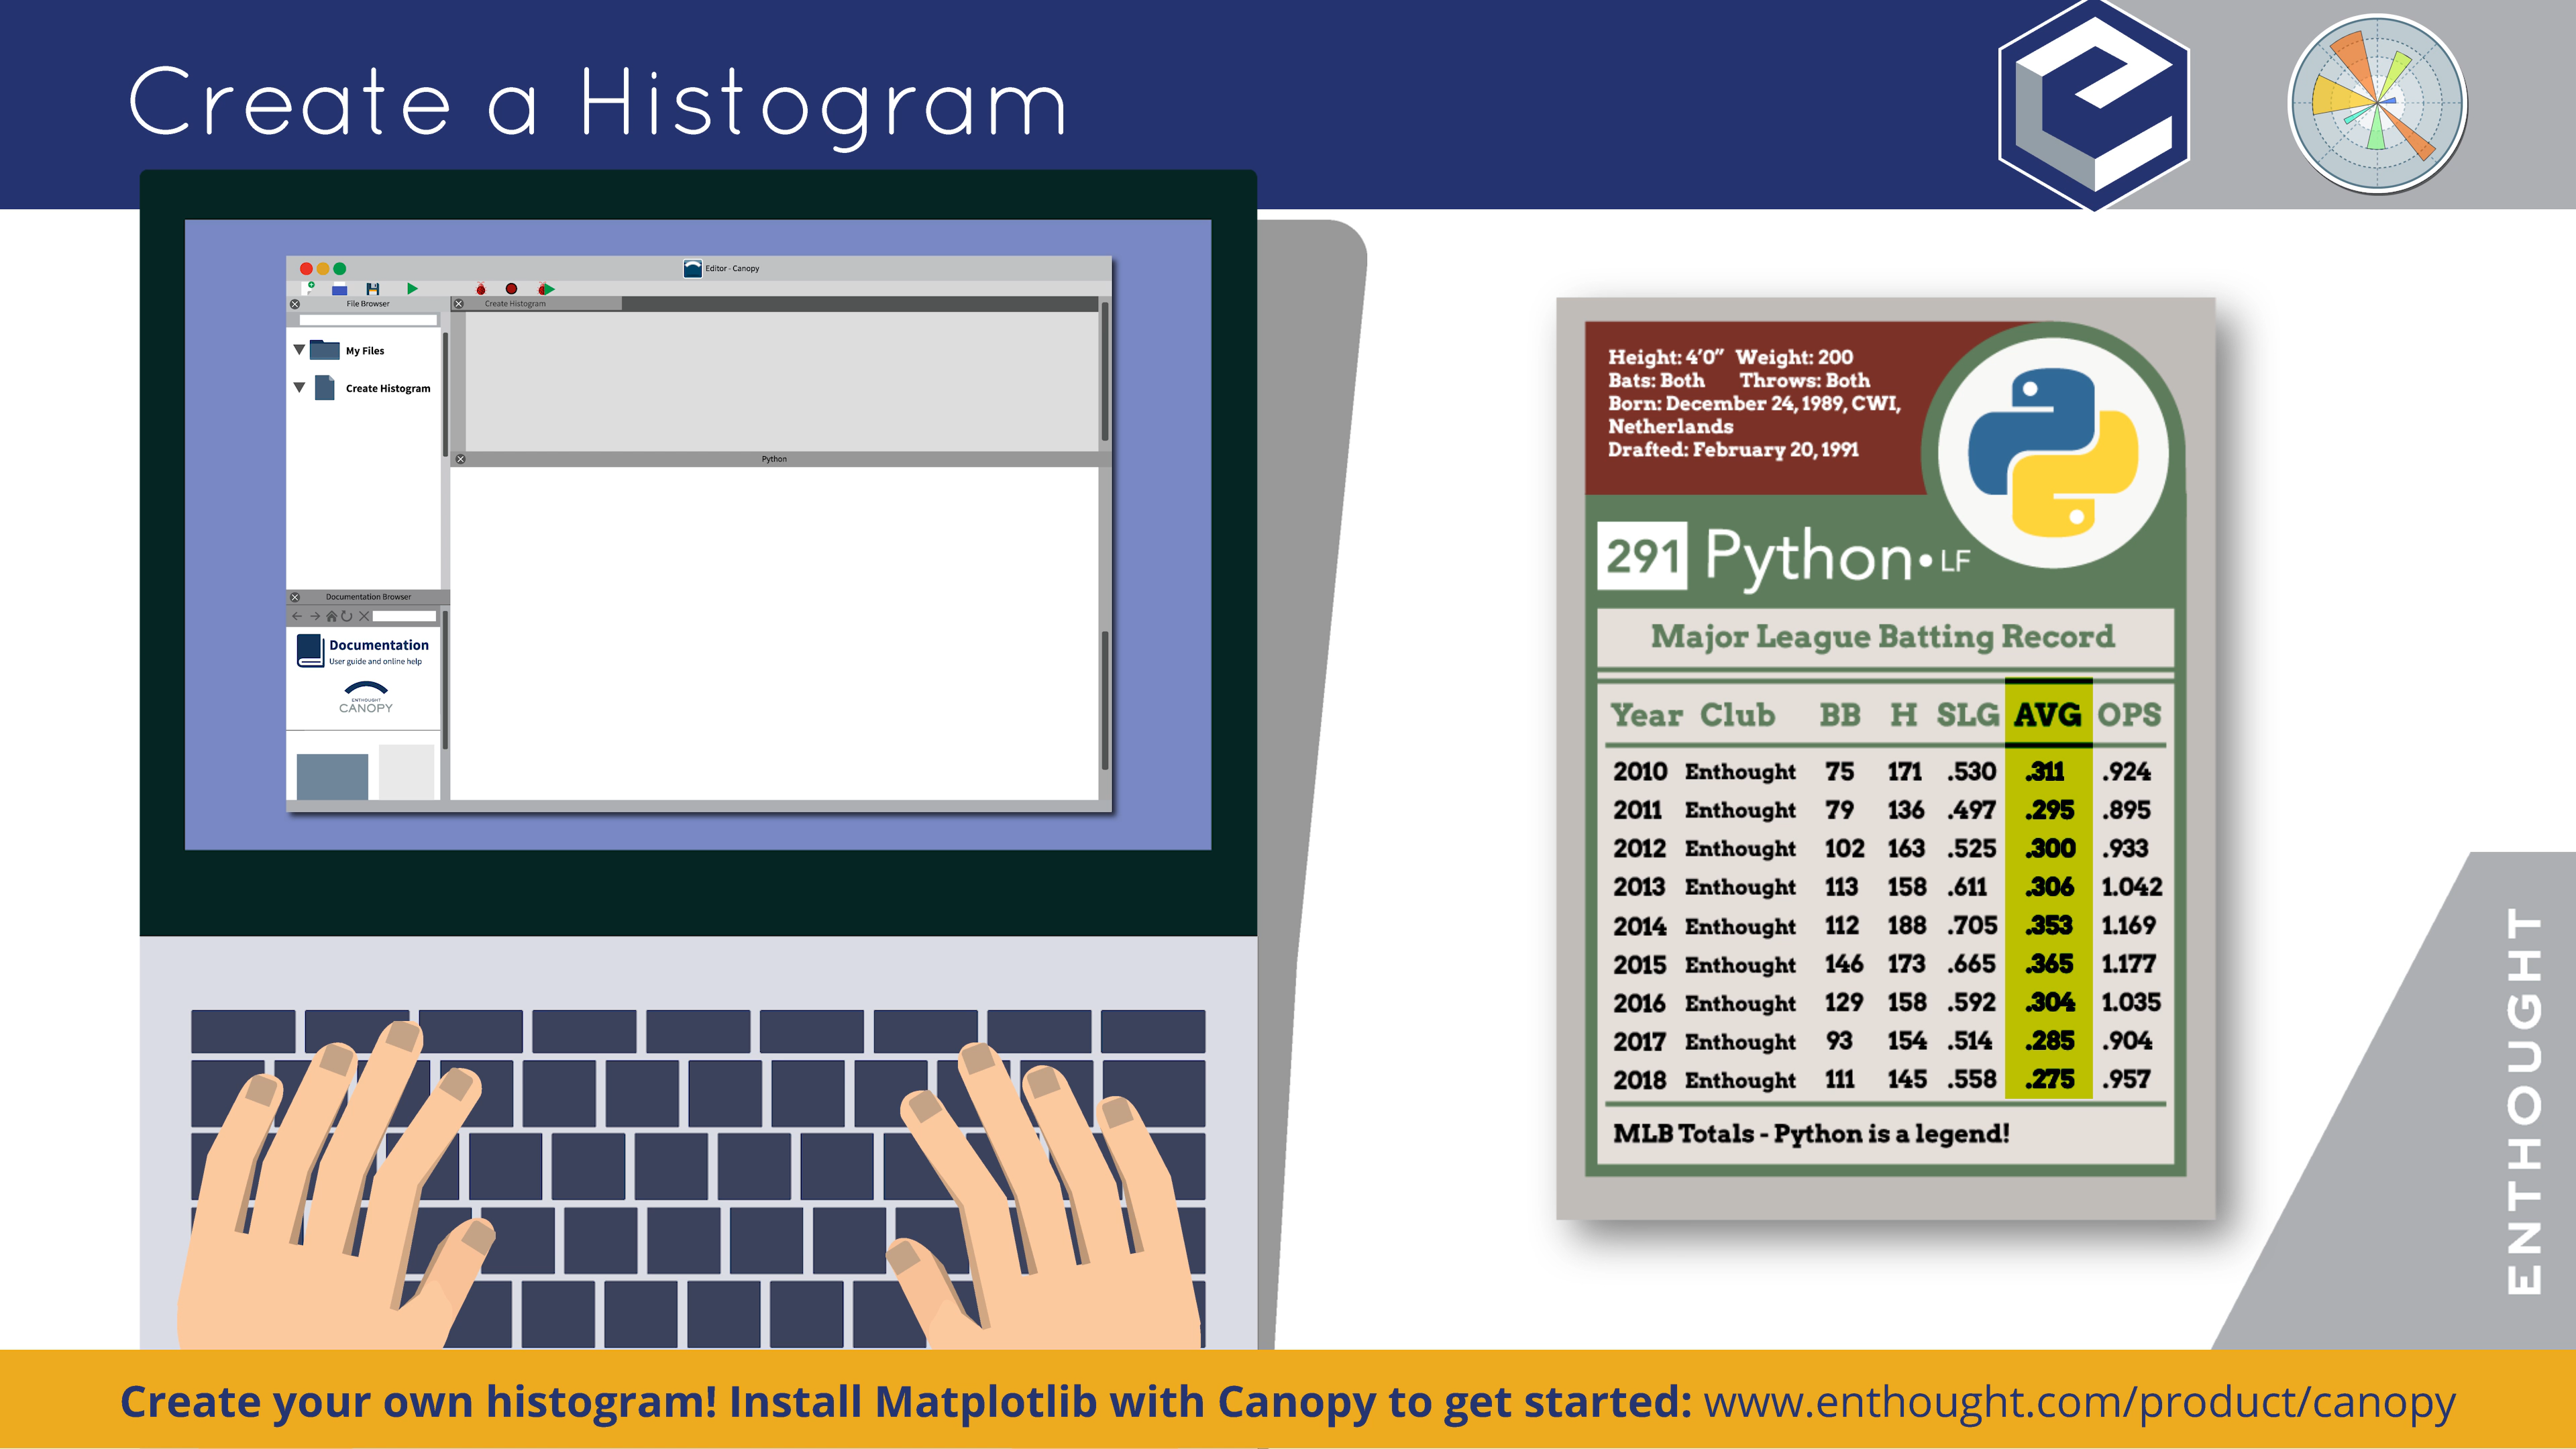 Create a Histogram
Editor - Canopy
File Browser
Create Histogram
My Files
Create Histogram
Python
Documentation Browser
Documentation
User guide and online help
ENTHOUGHT
CANOPY
Height: 4’0” Weight: 200
Bats: Both Throws: Both
Born: December 24, 1989, CWI,
Netherlands
Drafted: February 20, 1991
291 Python • LF
Major League Batting Record
Year Club BB H SLG AVG OPS
2010 Enthought 75 171 .530 .311 .924
2011 Enthought 79 136 .497 .295 .895
2012 Enthought 102 163 .525 .300 .933
2013 Enthought 113 158 .611 .306 1.042
2014 Enthought 112 188 .705 .353 1.169
2015 Enthought 146 173 .665 .365 1.177
2016 Enthought 129 158 .592 .304 1.035
2017 Enthought 93 154 .514 .285 .904
2018 Enthought 111 145 .558 .275 .957
MLB Totals - Python is a legend!
ENTHOUGHT
Create your own histogram! Install Matplotlib with Canopy to get started: www.enthought.com/product/canopy